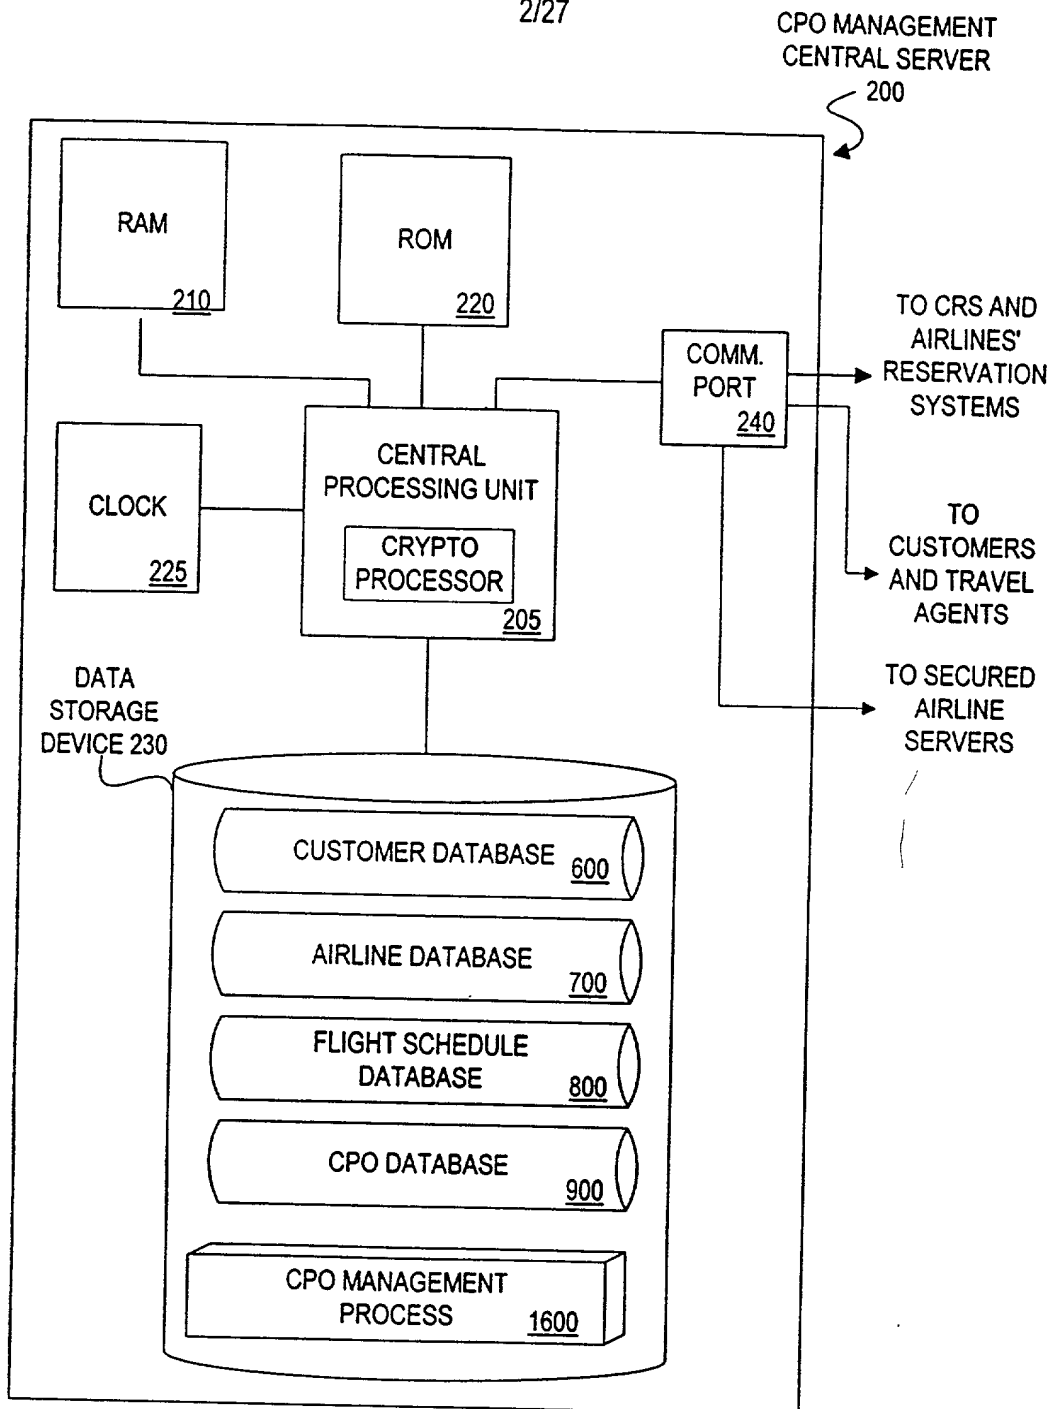 2/27
CPO MANAGEMENT
CENTRAL SERVER
200
RAM
210
ROM
220
COMM.
PORT
240
TO CRS AND
AIRLINES'
RESERVATION
SYSTEMS
CLOCK
225
CENTRAL
PROCESSING UNIT
CRYPTO
PROCESSOR
205
TO
CUSTOMERS
AND TRAVEL
AGENTS
TO SECURED
AIRLINE
SERVERS
DATA
STORAGE
DEVICE 230
CUSTOMER DATABASE
600
AIRLINE DATABASE
700
FLIGHT SCHEDULE
DATABASE
800
CPO DATABASE
900
CPO MANAGEMENT
PROCESS
1600